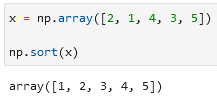 x = np.array([2, 1, 4, 3, 5])
np.sort(x)
array([1, 2, 3, 4, 5])